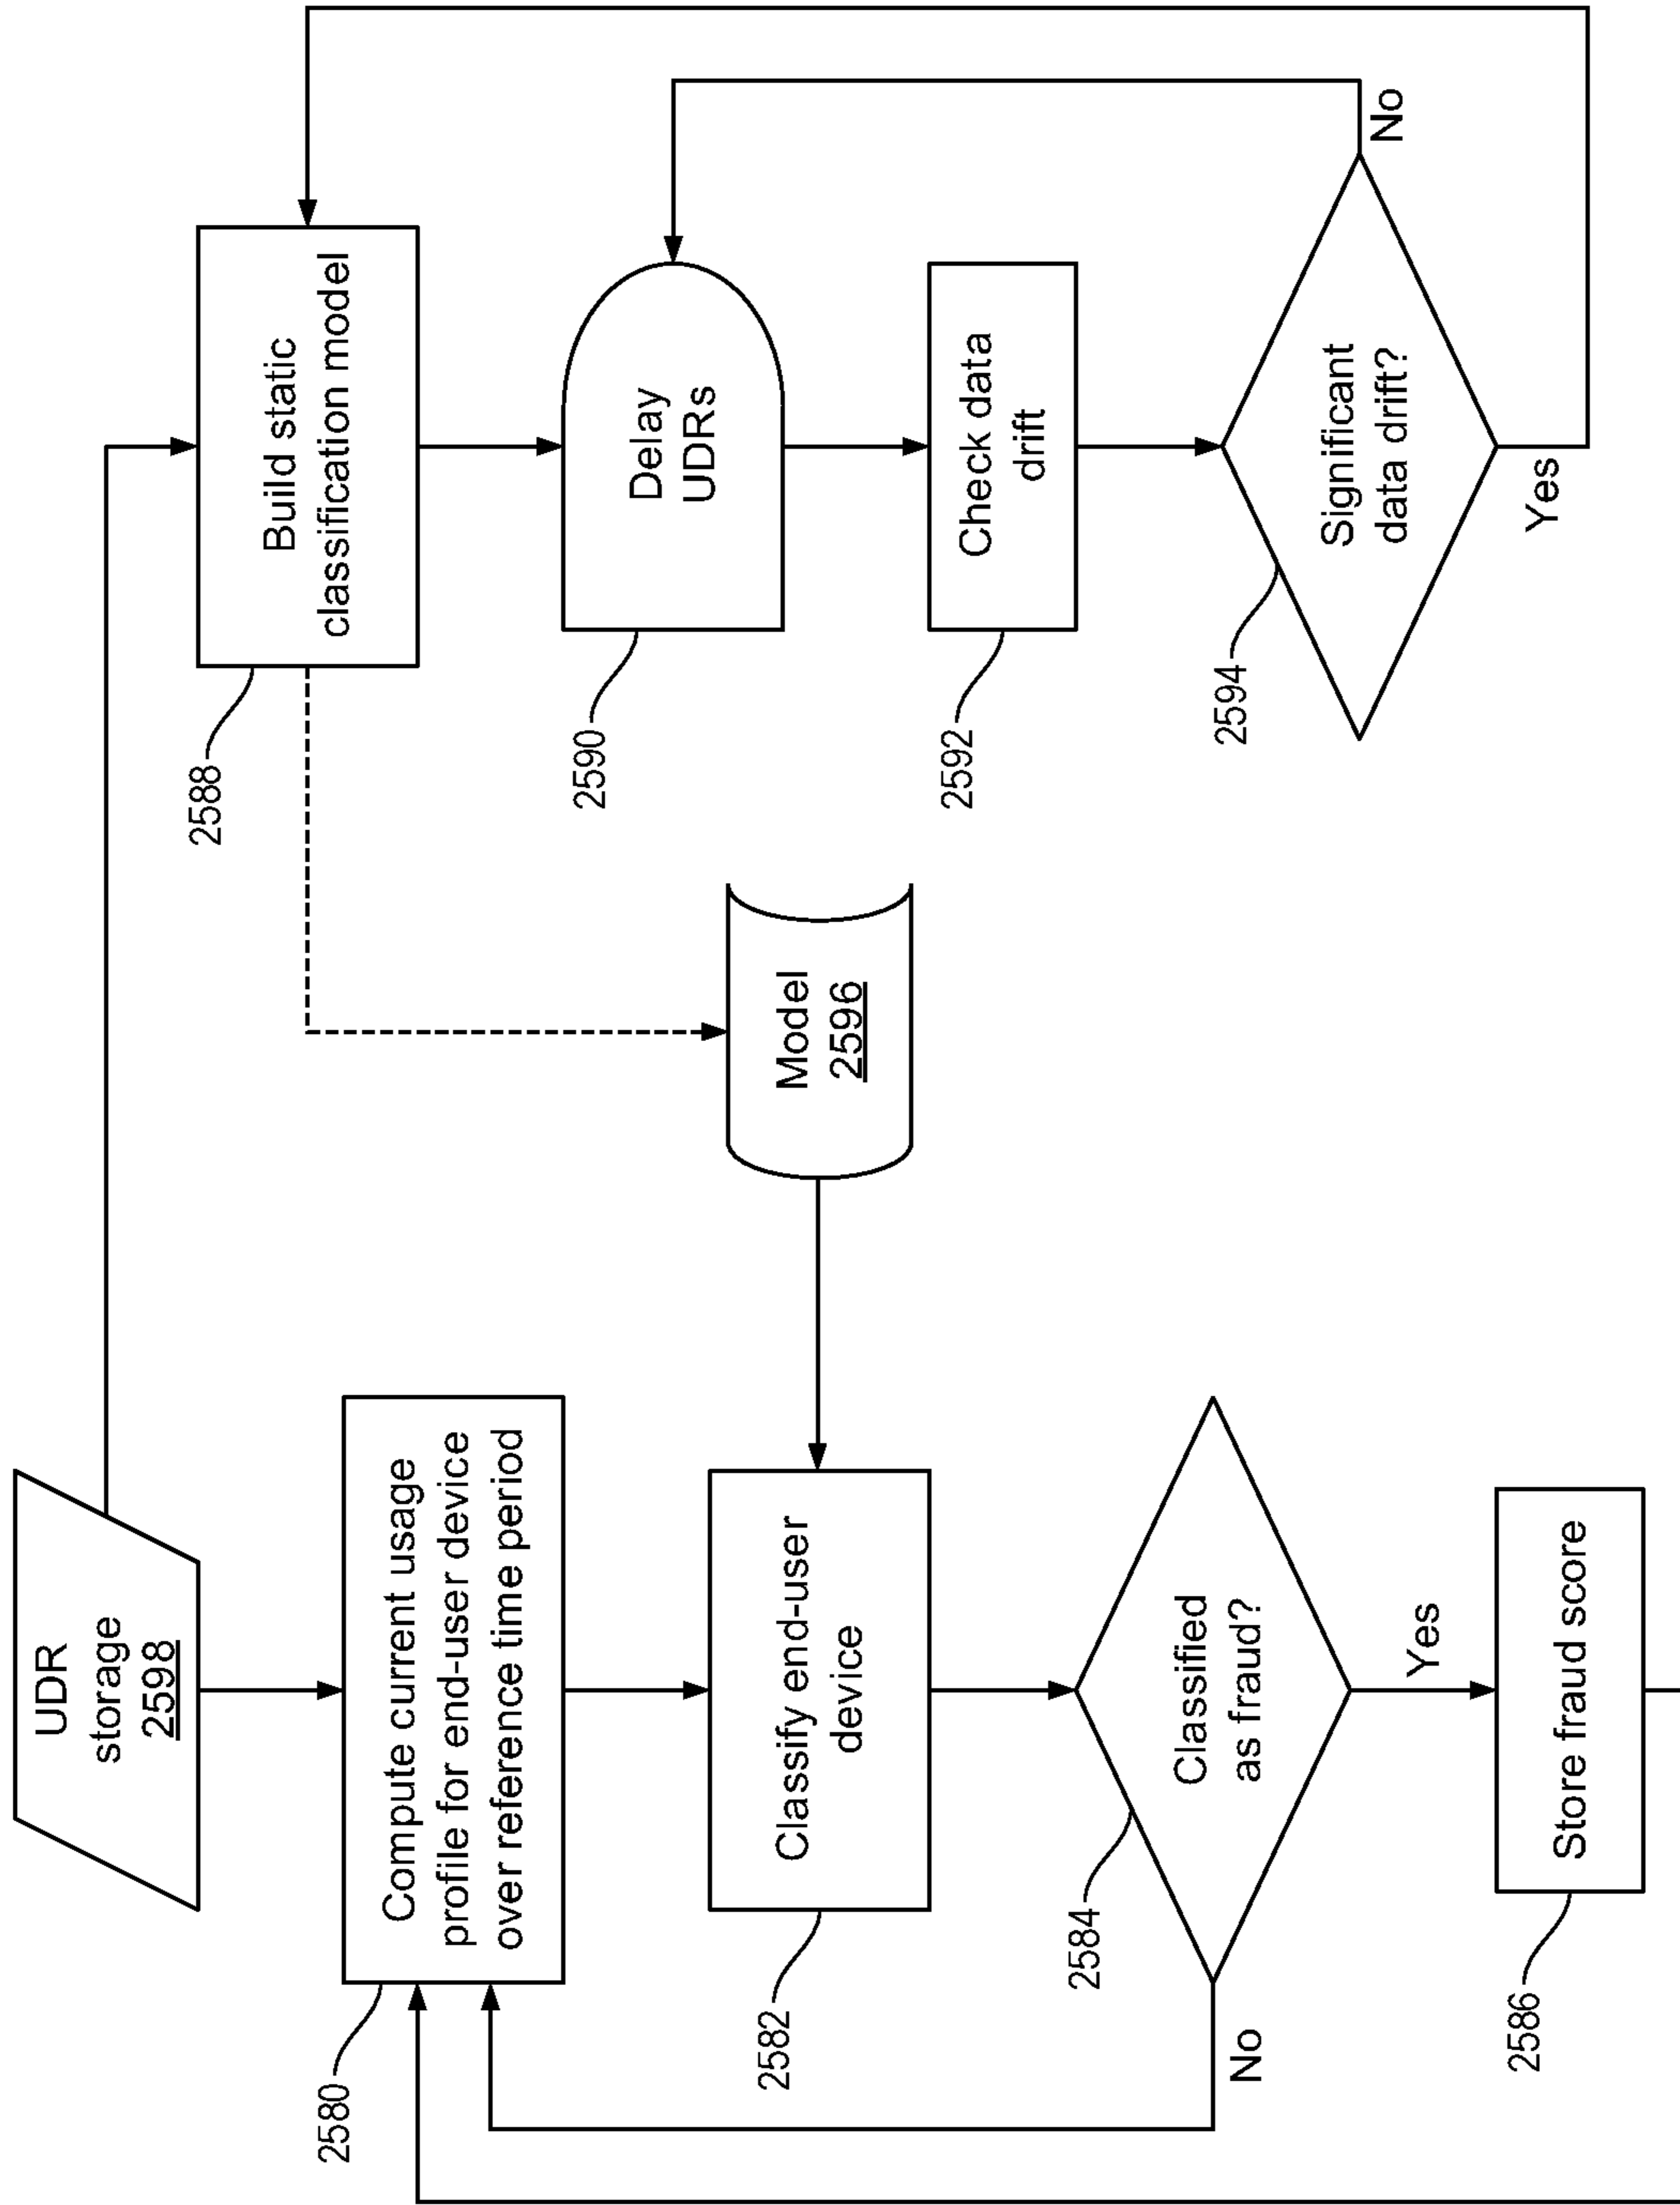 UDR
storage
2598
2580
Compute current usage
profile for end-user device
over reference time period
2582
Classify end-user
device
2584
Classified
as fraud?
No
Yes
2586
Store fraud score
Model
2596
2588
Build static
classification model
2590
Delay
UDRs
2592
Check data
drift
2594
Significant
data drift?
No
Yes